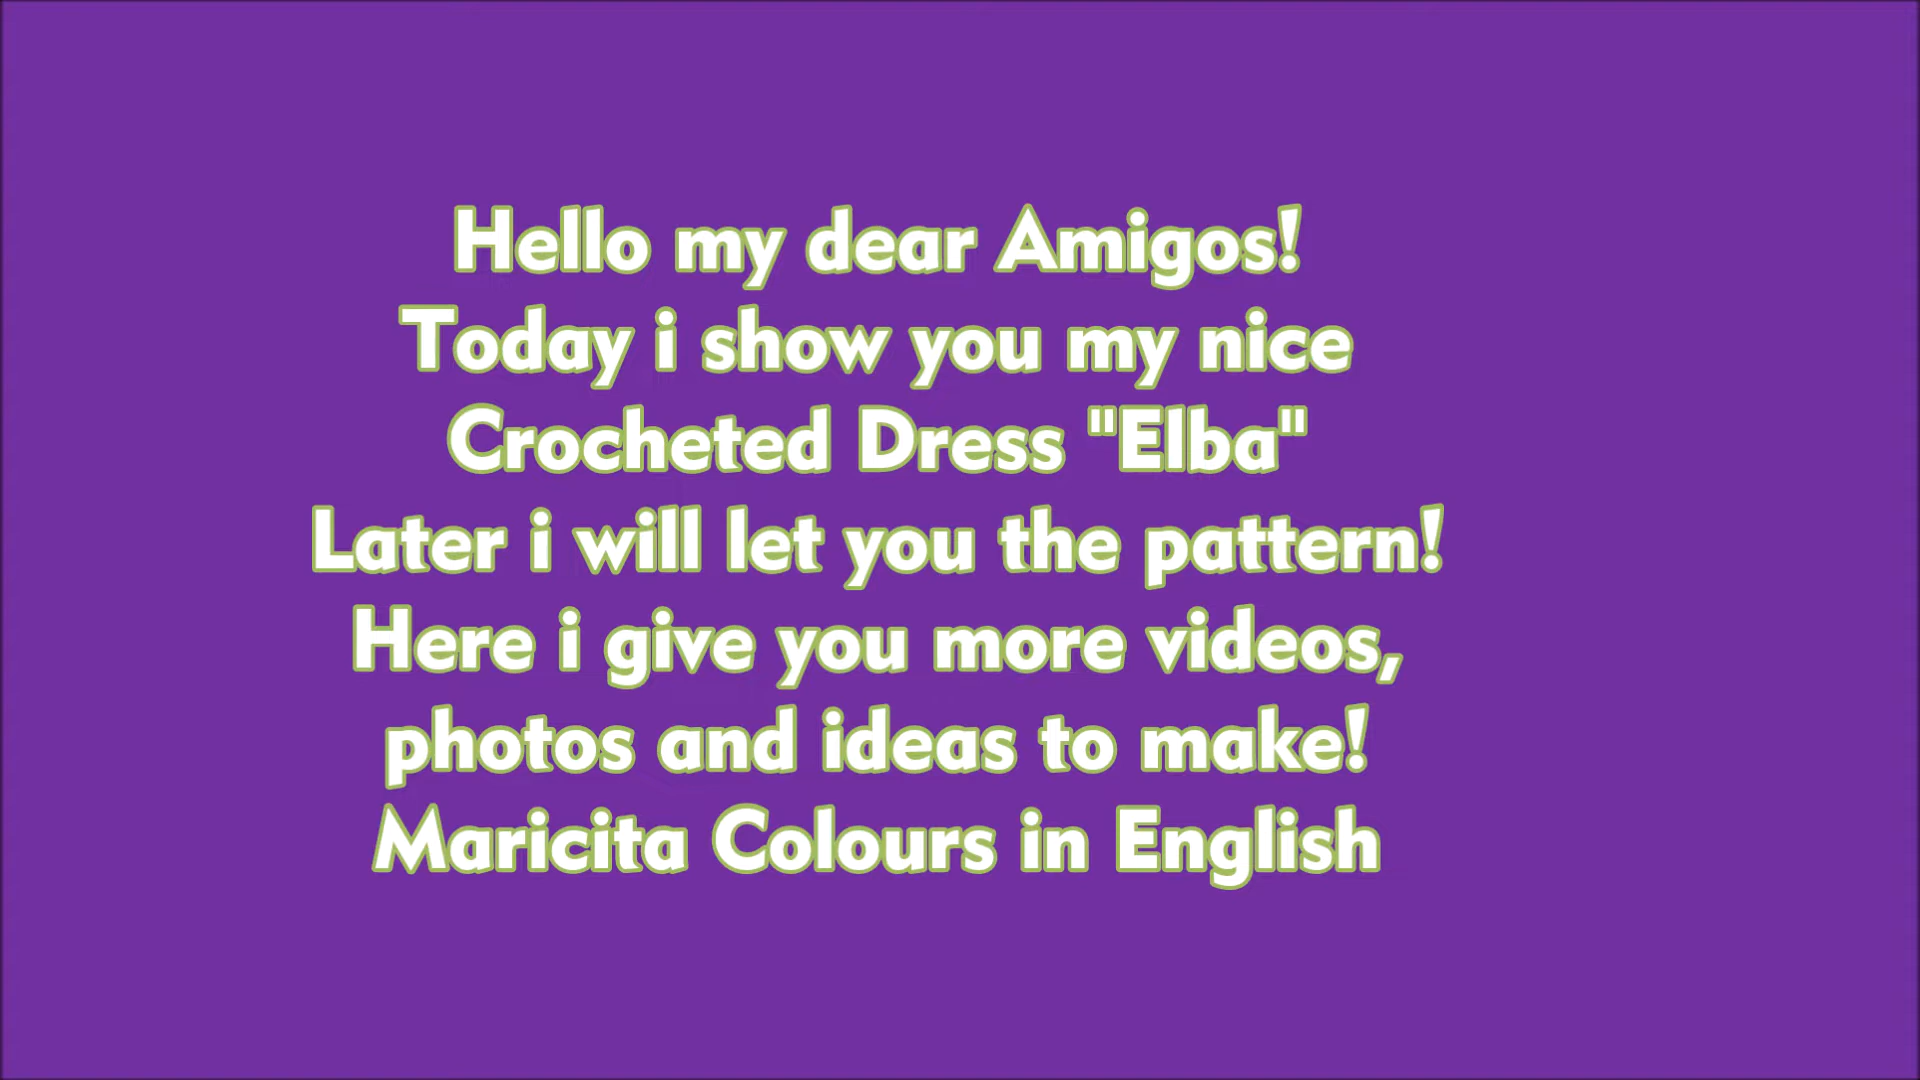 Hello my dear Amigos!
Today i show you my nice
Crocheted Dress "Elba"
Later i will let you the pattern!
Here i give you more videos,
photos and ideas to make!
Maricita Colours in English